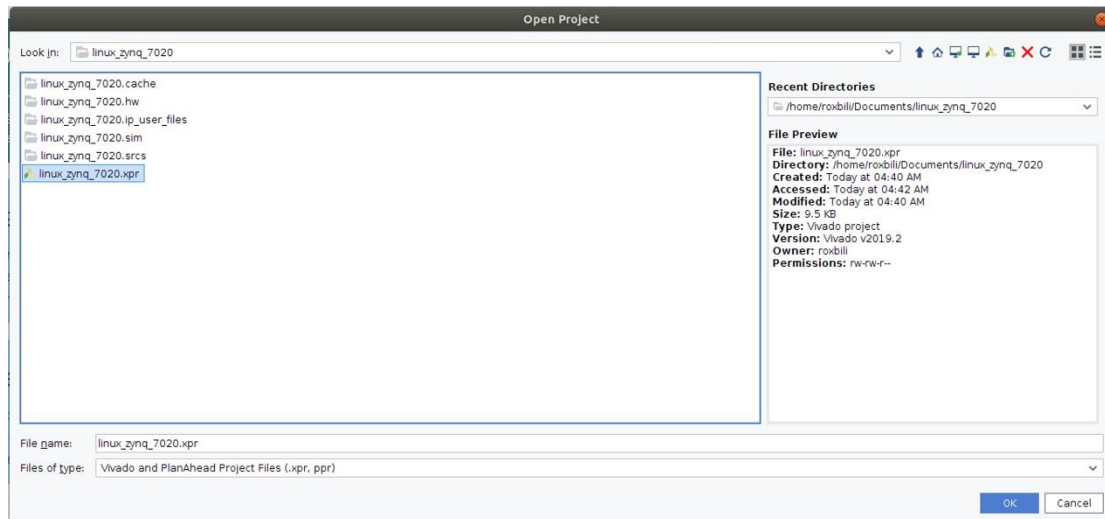 Open Project
Look in: linux_zynq_7020
linux_zynq_7020.cache
linux_zynq_7020.hw
linux_zynq_7020.ip_user_files
linux_zynq_7020.sim
linux_zynq_7020.srcs
linux_zynq_7020.xpr
Recent Directories
/home/roxbili/Documents/linux_zynq_7020
File Preview
File: linux_zynq_7020.xpr
Directory: /home/roxbili/Documents/linux_zynq_7020
Created: Today at 04:40 AM
Accessed: Today at 04:42 AM
Modified: Today at 04:40 AM
Size: 9.5 KB
Type: Vivado project
Version: Vivado v2019.2
Owner: roxbili
Permissions: rw-rw-r--
File name: linux_zynq_7020.xpr
Files of type: Vivado and PlanAhead Project Files (.xpr, ppr)
OK Cancel